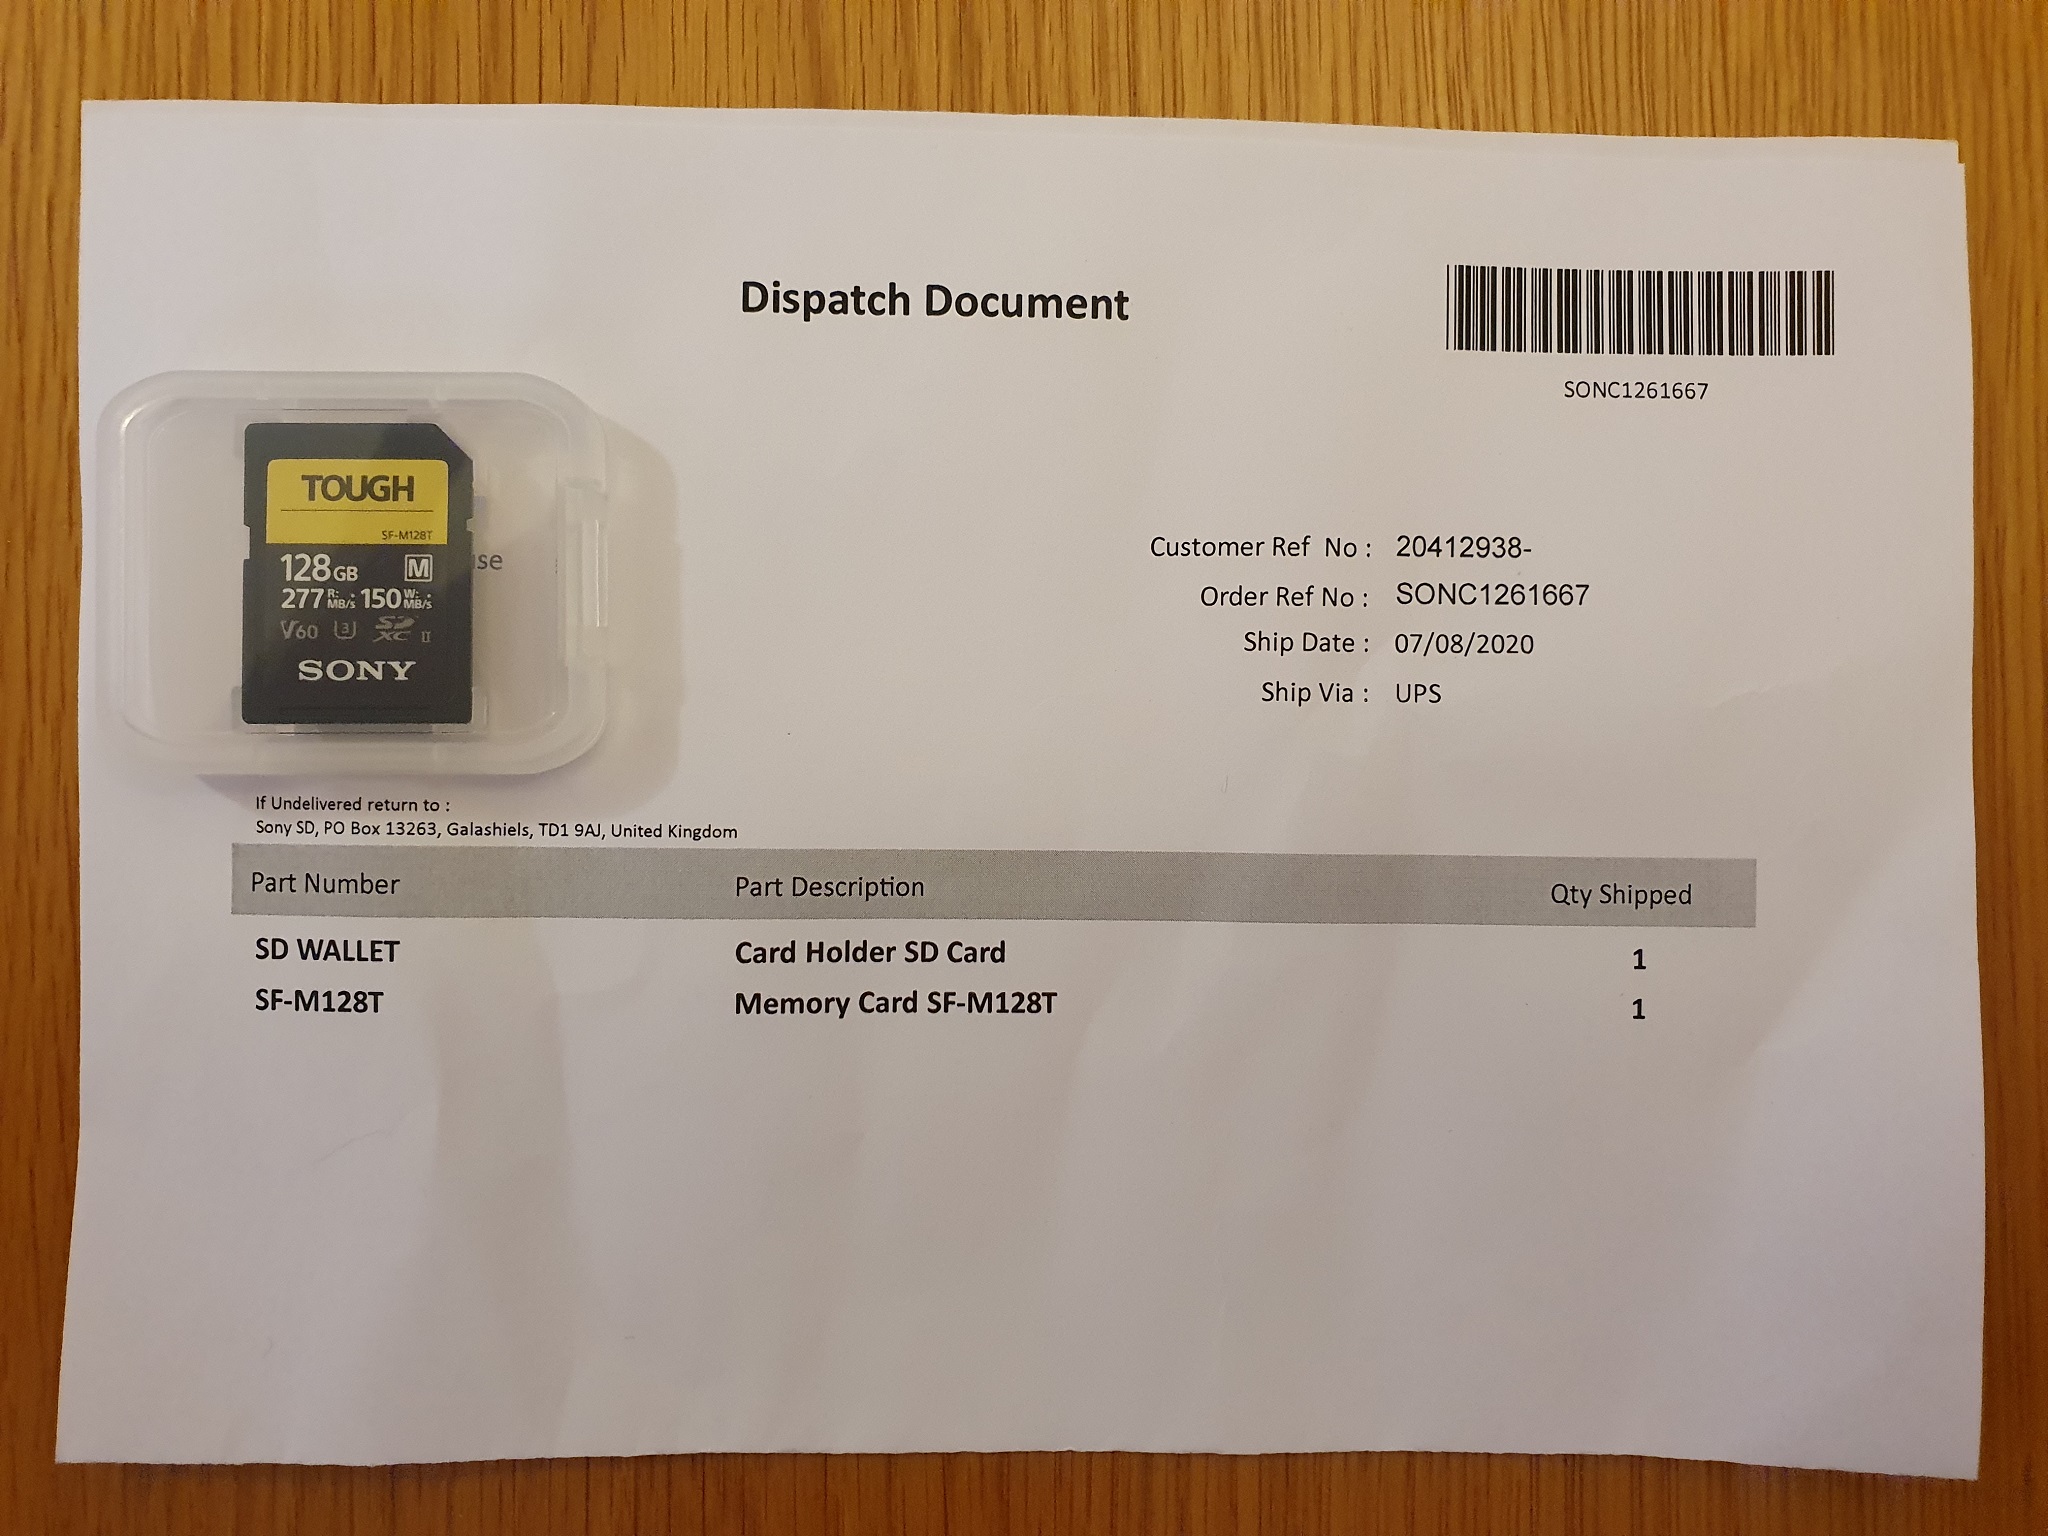 Dispatch Document
SONC1261667
TOUGH
SF-M128T
128GB M
277 R: MB/s 150 W: MB/s
V60 3 SD XC II
SONY
Customer Ref No : 20412938-
Order Ref No : SONC1261667
Ship Date : 07/08/2020
Ship Via : UPS
If Undelivered return to :
Sony SD, PO Box 13263, Galashiels, TD1 9AJ, United Kingdom
Part Number Part Description Qty Shipped
SD WALLET Card Holder SD Card 1
SF-M128T Memory Card SF-M128T 1